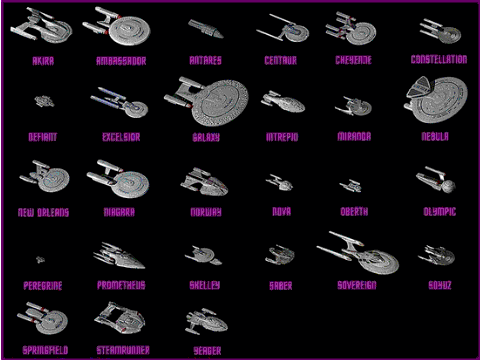 AKIRA AMBASSADOR ANTARES CENTAUR CHEYENNE CONSTELLATION
DEFIANT EXCELSIOR GALAXY INTREPID MIRANDA NEBULA
NEW ORLEANS NIAGARA NORWAY NOVA OBERTH OLYMPIC
PEREGRINE PROMETHEUS SKELLEY SABER SOVEREIGN SOYUZ
SPRINGFIELD STEAMRUNNER YEAGER